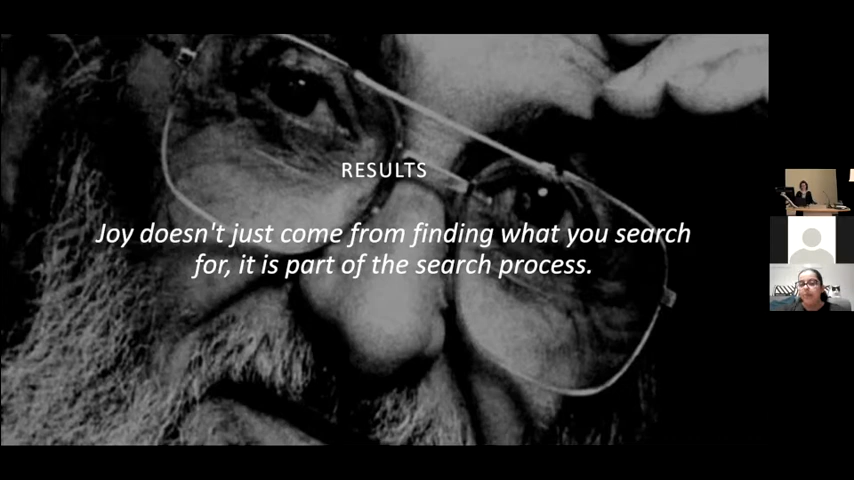 RESULTS
Joy doesn't just come from finding what you search
for, it is part of the search process.